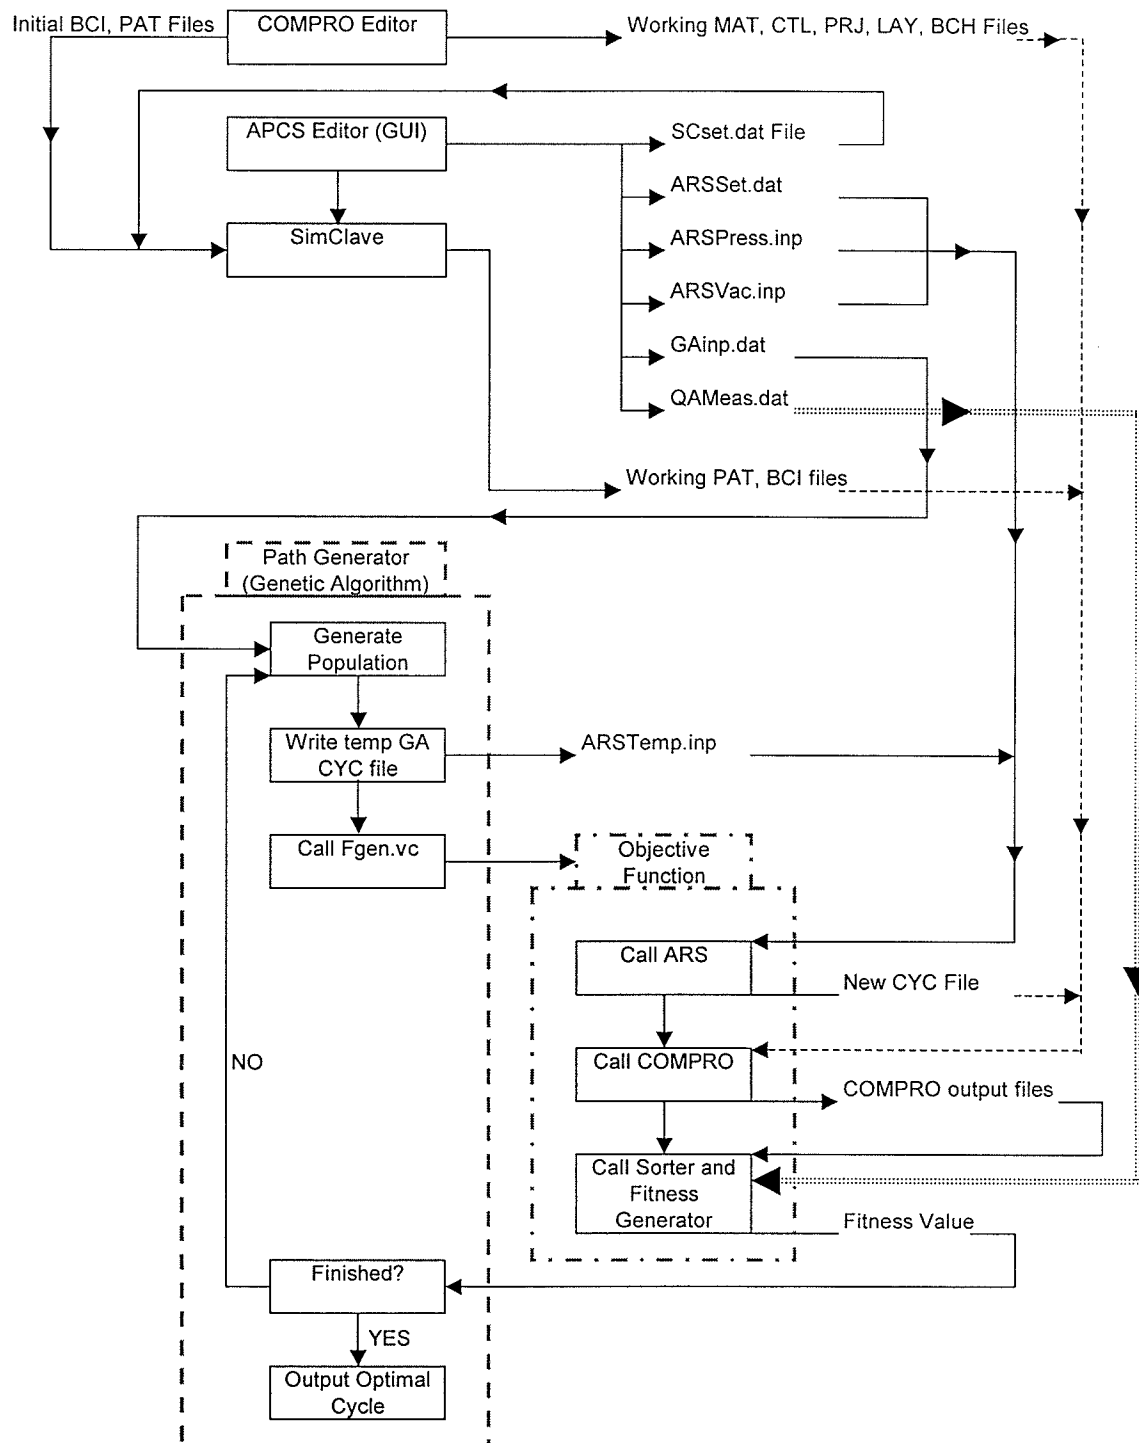 Initial BCI, PAT Files
COMPRO Editor
Working MAT, CTL, PRJ, LAY, BCH Files
APCS Editor (GUI)
SCset.dat File
ARSSet.dat
SimClave
ARSPress.inp
ARSVac.inp
GAinp.dat
QAMeas.dat
Working PAT, BCI files
Path Generator
(Genetic Algorithm)
Generate
Population
Write temp GA
CYC file
ARSTemp.inp
Call Fgen.vc
Objective
Function
Call ARS
New CYC File
NO
Call COMPRO
COMPRO output files
Call Sorter and
Fitness
Generator
Fitness Value
Finished?
YES
Output Optimal
Cycle